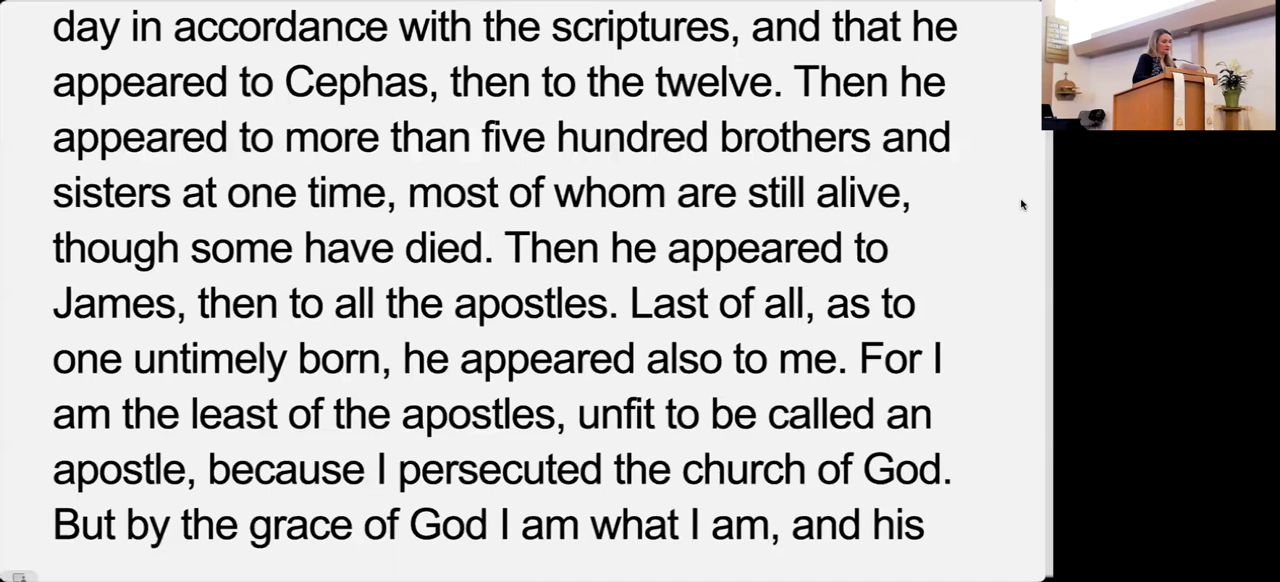 day in accordance with the scriptures, and that he
appeared to Cephas, then to the twelve. Then he
appeared to more than five hundred brothers and
sisters at one time, most of whom are still alive,
though some have died. Then he appeared to
James, then to all the apostles. Last of all, as to
one untimely born, he appeared also to me. For I
am the least of the apostles, unfit to be called an
apostle, because I persecuted the church of God.
But by the grace of God I am what I am, and his